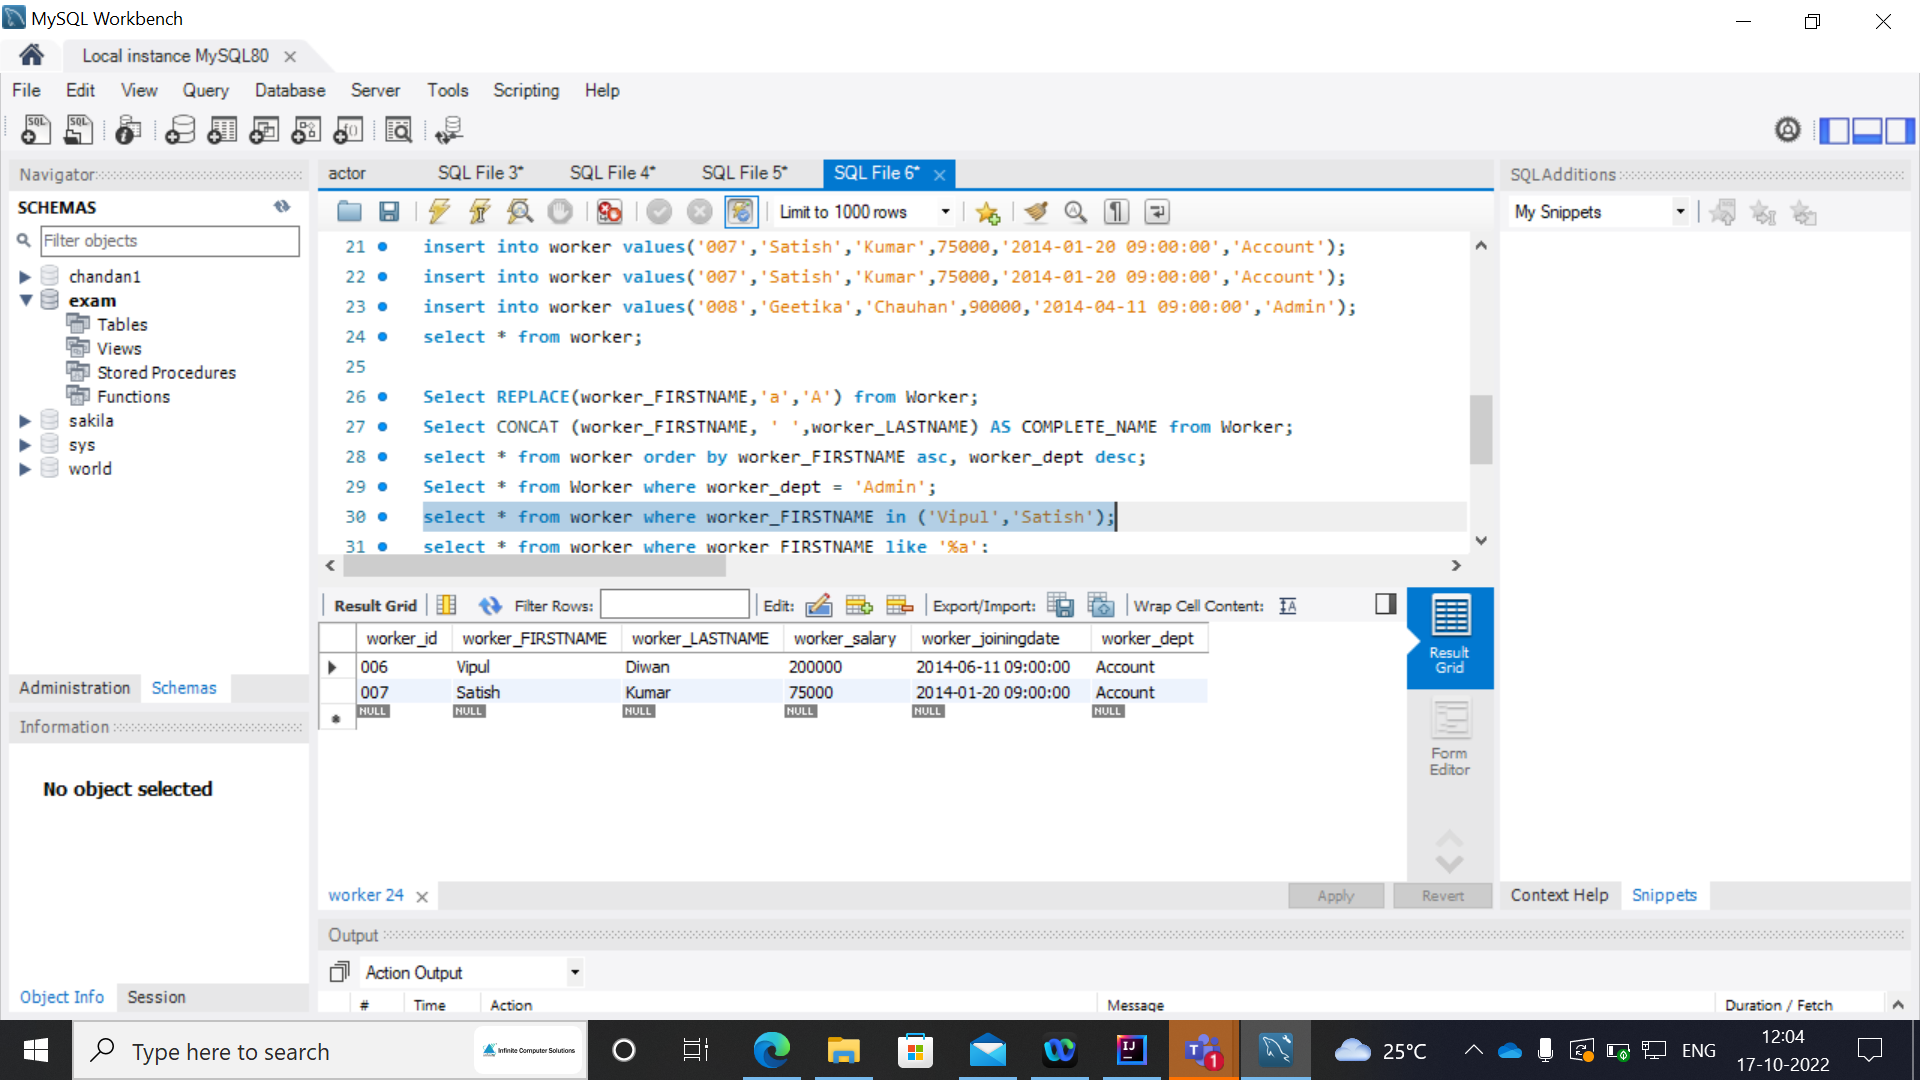 MySQL Workbench
Local instance MySQL80
File Edit View Query Database Server Tools Scripting Help
Navigator
SCHEMAS
Filter objects
chandan1
exam
Tables
Views
Stored Procedures
Functions
sakila
sys
world
Administration Schemas
Information
No object selected
Object Info Session
actor SQL File 3* SQL File 4* SQL File 5* SQL File 6*
Limit to 1000 rows
21 insert into worker values('007','Satish','Kumar',75000,'2014-01-20 09:00:00','Account');
22 insert into worker values('007','Satish','Kumar',75000,'2014-01-20 09:00:00','Account');
23 insert into worker values('008','Geetika','Chauhan',90000,'2014-04-11 09:00:00','Admin');
24 select * from worker;
25
26 Select REPLACE(worker_FIRSTNAME,'a','A') from Worker;
27 Select CONCAT (worker_FIRSTNAME, ' ',worker_LASTNAME) AS COMPLETE_NAME from Worker;
28 select * from worker order by worker_FIRSTNAME asc, worker_dept desc;
29 Select * from Worker where worker_dept = 'Admin';
30 select * from worker where worker_FIRSTNAME in ('Vipul','Satish');
31 select * from worker where worker FIRSTNAME like '%a';
Result Grid Filter Rows: Edit: Export/Import: Wrap Cell Content:
worker_id worker_FIRSTNAME worker_LASTNAME worker_salary worker_joiningdate worker_dept
006 Vipul Diwan 200000 2014-06-11 09:00:00 Account
007 Satish Kumar 75000 2014-01-20 09:00:00 Account
NULL NULL NULL NULL NULL NULL
Result
Grid
Form
Editor
worker 24
Apply Revert
Output
Action Output
# Time Action Message Duration / Fetch
SQLAdditions
My Snippets
Context Help Snippets
Type here to search
Infinite Computer Solutions
IJ
1
25°C
ENG
12:04
17-10-2022